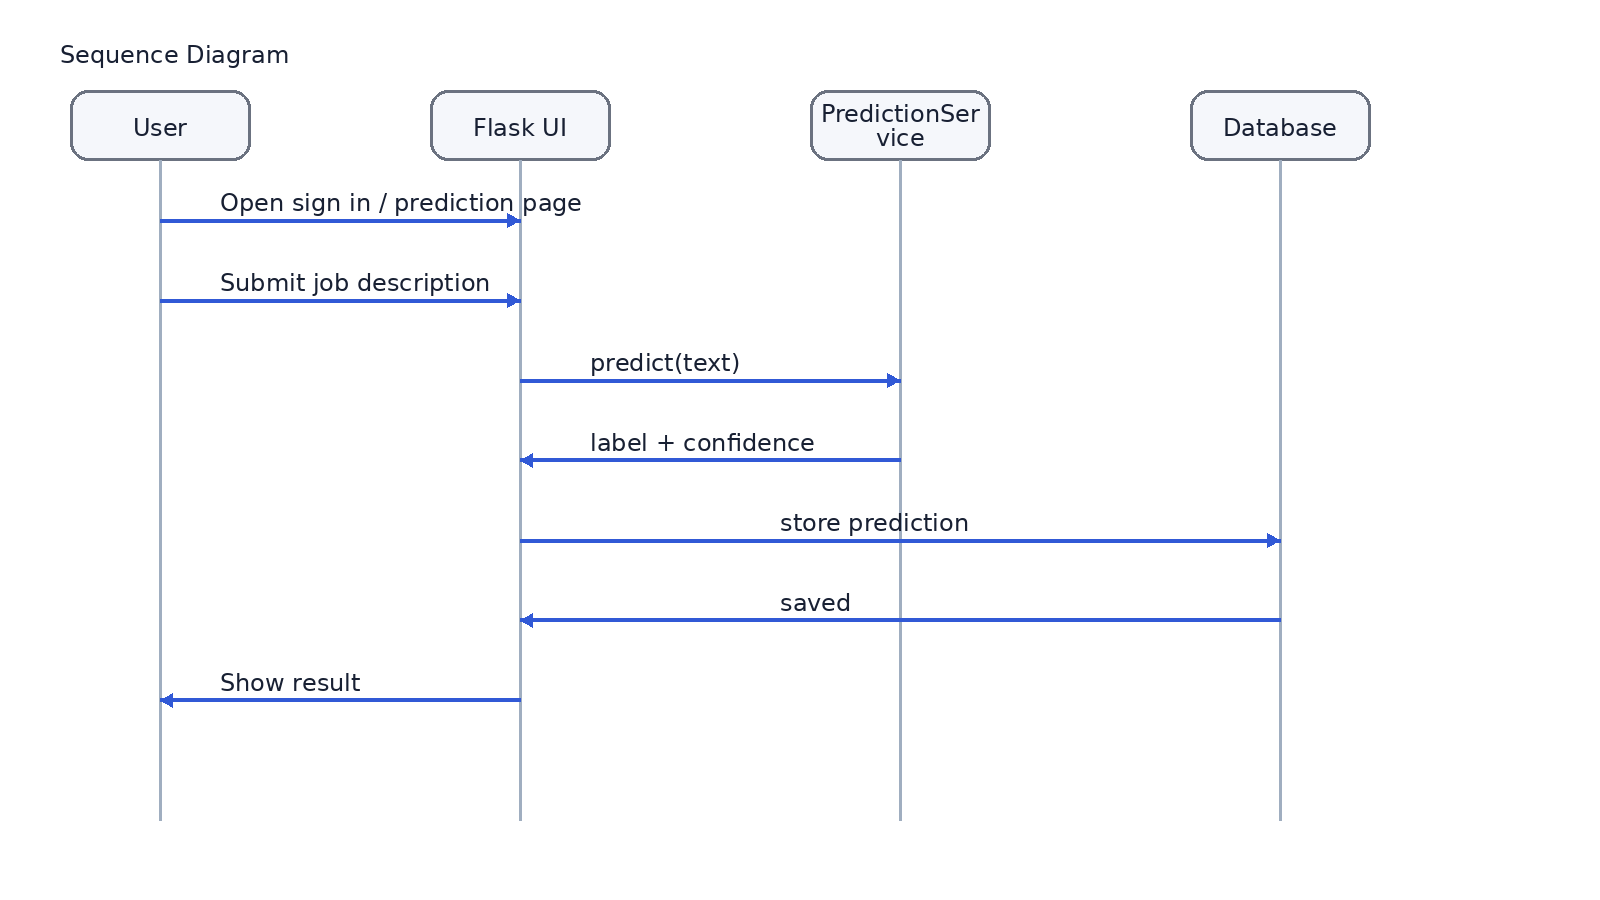 Sequence Diagram
User
Flask UI
PredictionSer
vice
Database
Open sign in / prediction page
Submit job description
predict(text)
label + confidence
store prediction
saved
Show result